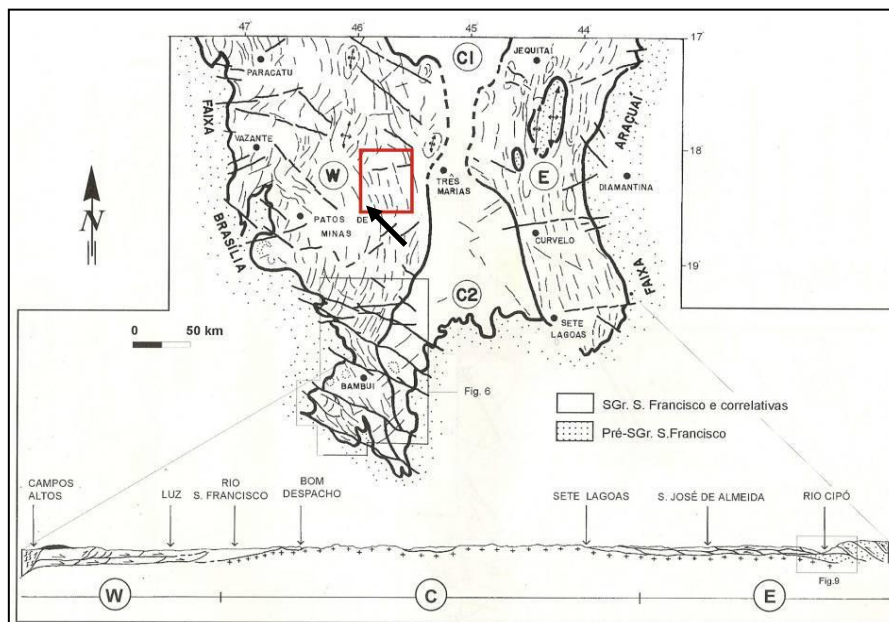 47 46 45 44 17
C1
JEQUITAÍ
PARACATU
FAIXA
ARAÇUAÍ
VAZANTE
18
W
E
TRÊS
MARIAS
DIAMANTINA
N
PATOS DE
MINAS
BRASÍLIA
CURVELO
C2
19
FAIXA
0 50 km
SETE
LAGOAS
BAMBUÍ
Fig. 6
SGr. S. Francisco e correlativas
Pré-SGr. S.Francisco
CAMPOS
ALTOS
LUZ
RIO
S. FRANCISCO
BOM
DESPACHO
SETE LAGOAS
S. JOSÉ DE ALMEIDA
RIO CIPÓ
Fig.9
W C E